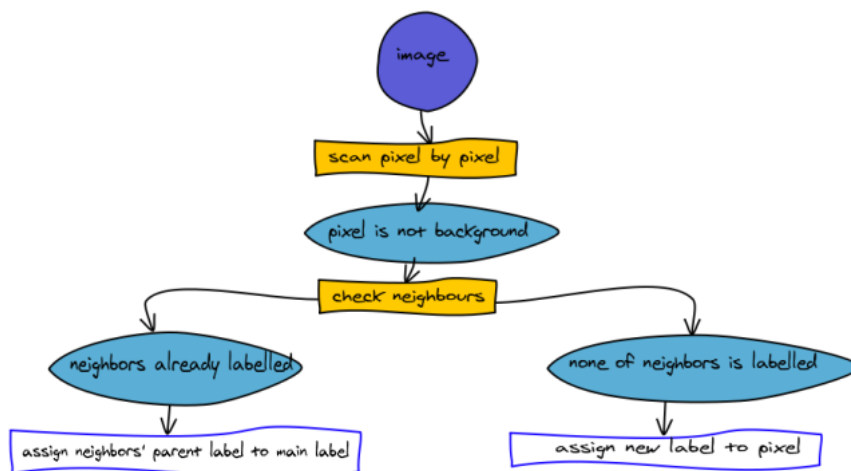 image
scan pixel by pixel
pixel is not background
check neighbours
neighbors already labelled
none of neighbors is labelled
assign neighbors' parent label to main label
assign new label to pixel